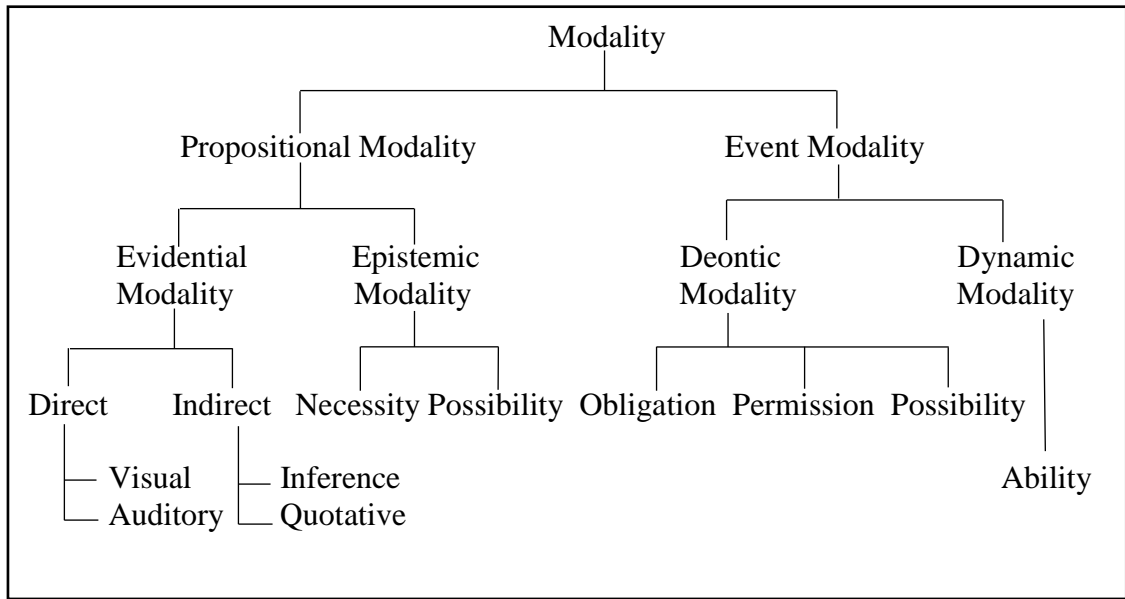 Modality
Propositional Modality Event Modality
Evidential Epistemic Deontic Dynamic
Modality Modality Modality Modality
Direct Indirect Necessity Possibility Obligation Permission Possibility
Visual Inference Ability
Auditory Quotative